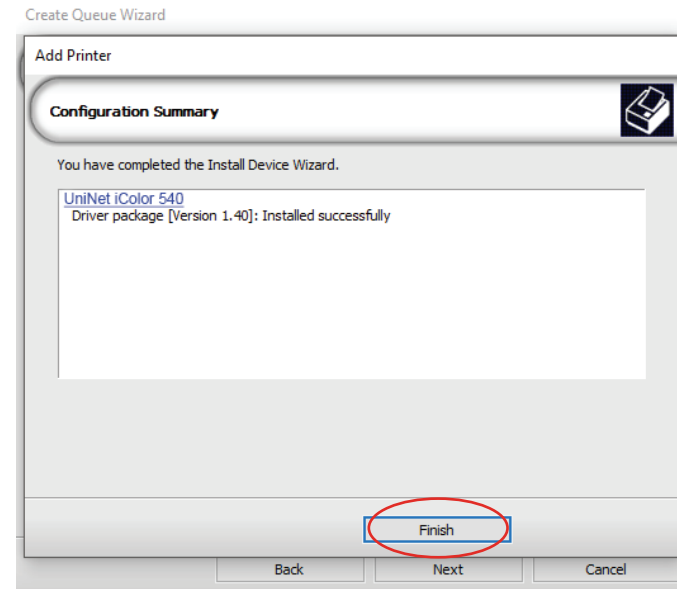 Create Queue Wizard
Add Printer
Configuration Summary
You have completed the Install Device Wizard.
UniNet iColor 540
Driver package [Version 1.40]: Installed successfully
Finish
Back
Next
Cancel